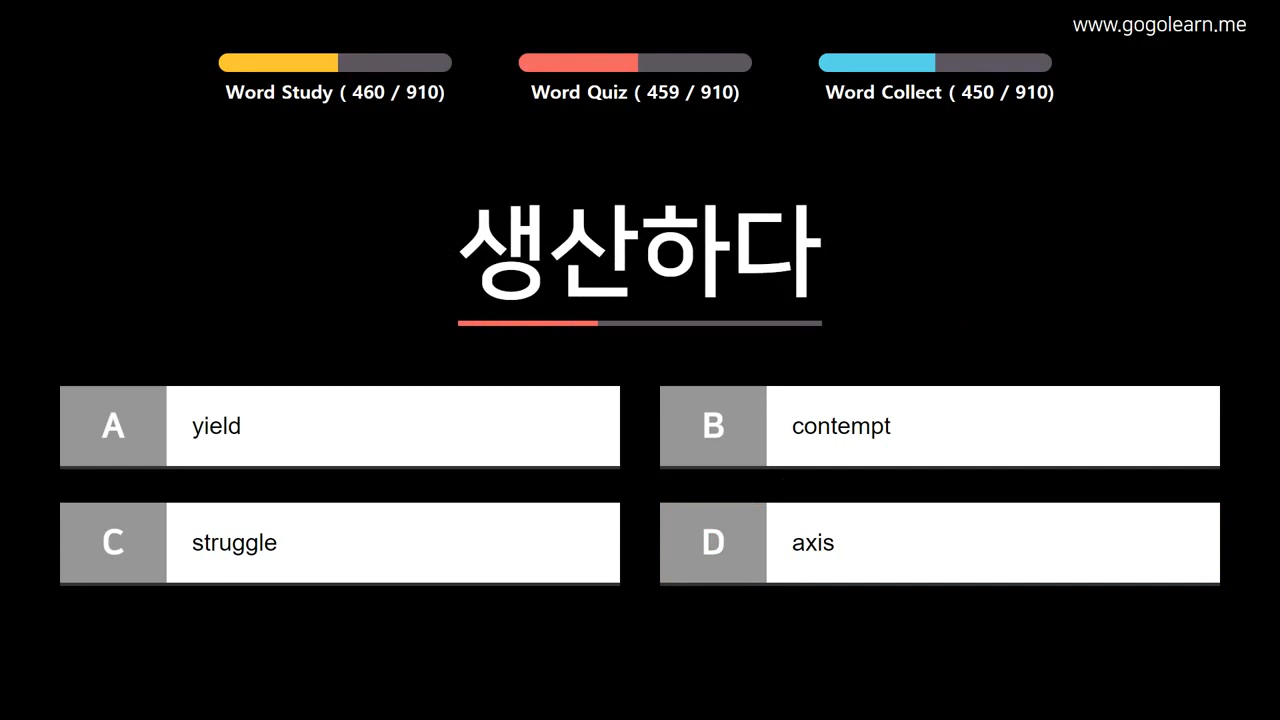 www.gogolearn.me
Word Study ( 460 / 910)
Word Quiz ( 459 / 910)
Word Collect ( 450 / 910)
생산하다
A yield
B contempt
C struggle
D axis